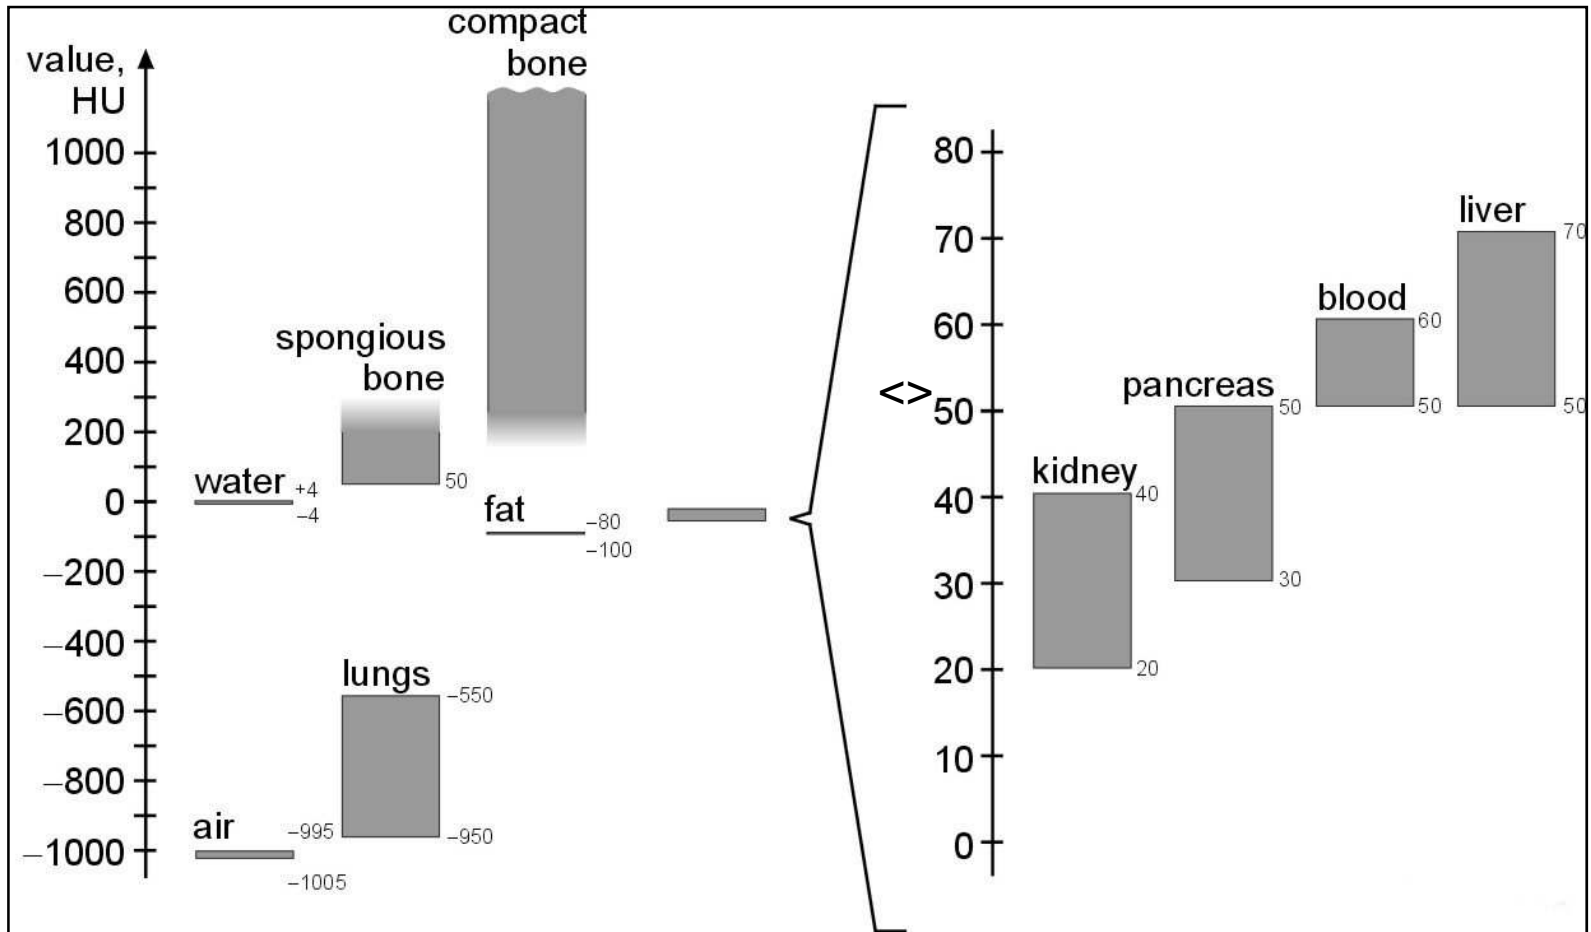 compact
bone
value,
HU
1000
800
600
400
200
0
–200
–400
–600
–800
–1000
spongious
bone
50
water
+4
–4
fat
–80
–100
lungs
–550
–950
air
–995
–1005
<>
80
70
60
50
40
30
20
10
0
kidney
40
20
pancreas
50
30
blood
60
50
liver
70
50